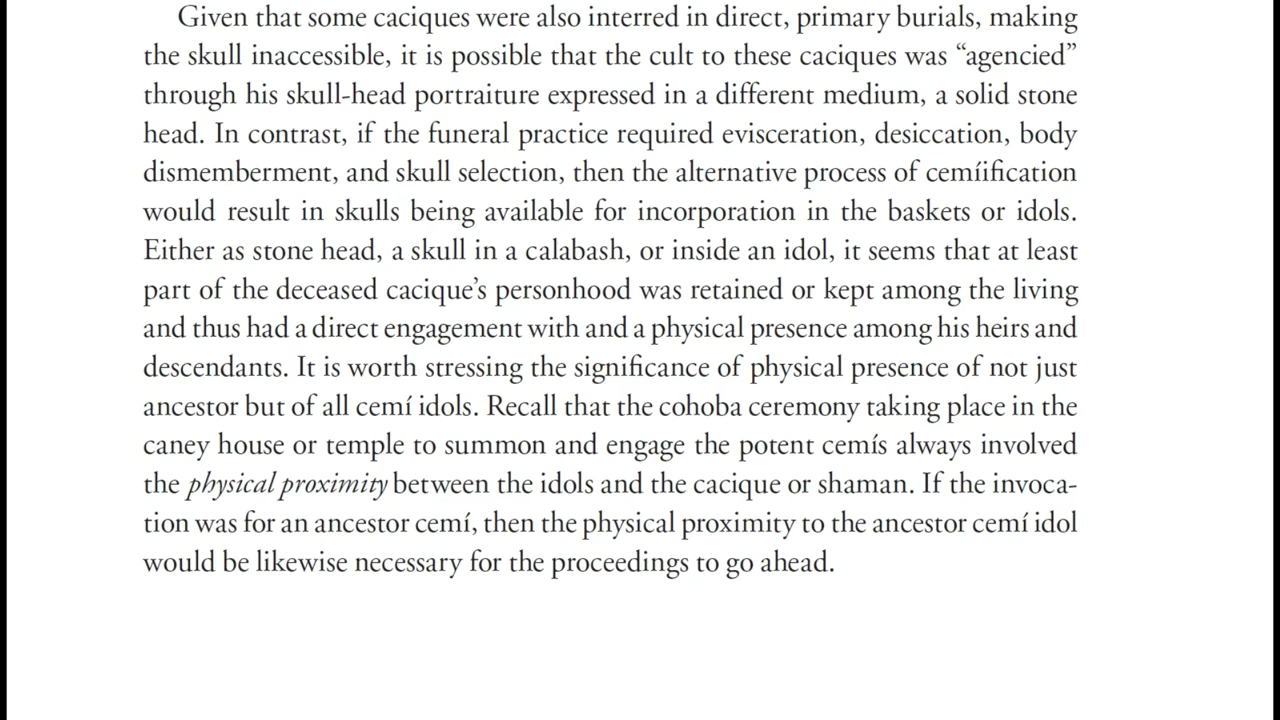 Given that some caciques were also interred in direct, primary burials, making
the skull inaccessible, it is possible that the cult to these caciques was “agencied”
through his skull-head portraiture expressed in a different medium, a solid stone
head. In contrast, if the funeral practice required evisceration, desiccation, body
dismemberment, and skull selection, then the alternative process of cemíification
would result in skulls being available for incorporation in the baskets or idols.
Either as stone head, a skull in a calabash, or inside an idol, it seems that at least
part of the deceased cacique’s personhood was retained or kept among the living
and thus had a direct engagement with and a physical presence among his heirs and
descendants. It is worth stressing the significance of physical presence of not just
ancestor but of all cemí idols. Recall that the cohoba ceremony taking place in the
caney house or temple to summon and engage the potent cemís always involved
the physical proximity between the idols and the cacique or shaman. If the invoca-
tion was for an ancestor cemí, then the physical proximity to the ancestor cemí idol
would be likewise necessary for the proceedings to go ahead.